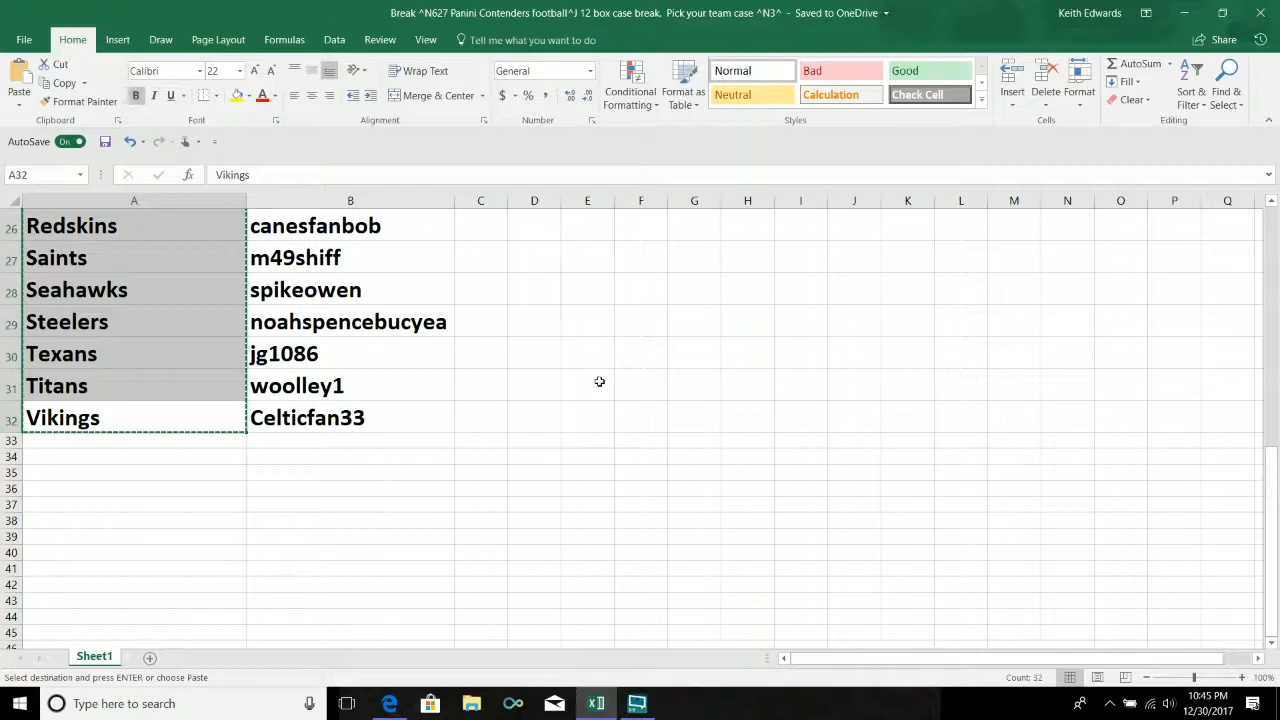 Break ^N627 Panini Contenders football^J 12 box case break. Pick your team case ^N3^ - Saved to OneDrive
Keith Edwards
File Home Insert Draw Page Layout Formulas Data Review View Tell me what you want to do Share
Paste Cut Copy Format Painter
Calibri 22
B I U
Wrap Text
Merge & Center
General
$ % ,
Conditional Formatting Format as Table
Normal Bad Good
Neutral Calculation Check Cell
Insert Delete Format
AutoSum Fill Clear
Sort & Filter Find & Select
Clipboard Font Alignment Number Styles Cells Editing
AutoSave On
A32 fx Vikings
A B C D E F G H I J K L M N O P Q
26 Redskins canesfanbob
27 Saints m49shiff
28 Seahawks spikeowen
29 Steelers noahspencebucyea
30 Texans jg1086
31 Titans woolley1
32 Vikings Celticfan33
33
34
35
36
37
38
39
40
41
42
43
44
45
46
Sheet1
Select destination and press ENTER or choose Paste Count: 32 100%
Type here to search
10:45 PM
12/30/2017